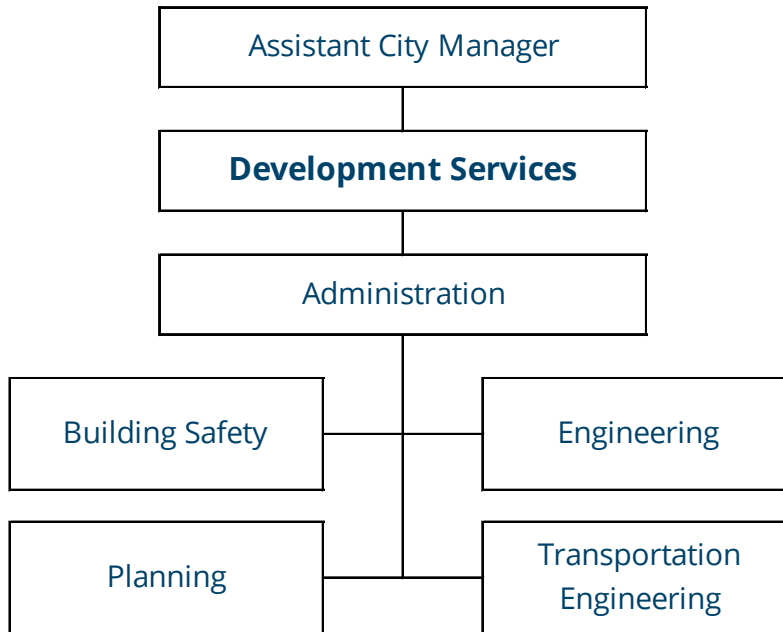 Assistant City Manager
Development Services
Administration
Building Safety
Engineering
Planning
Transportation
Engineering